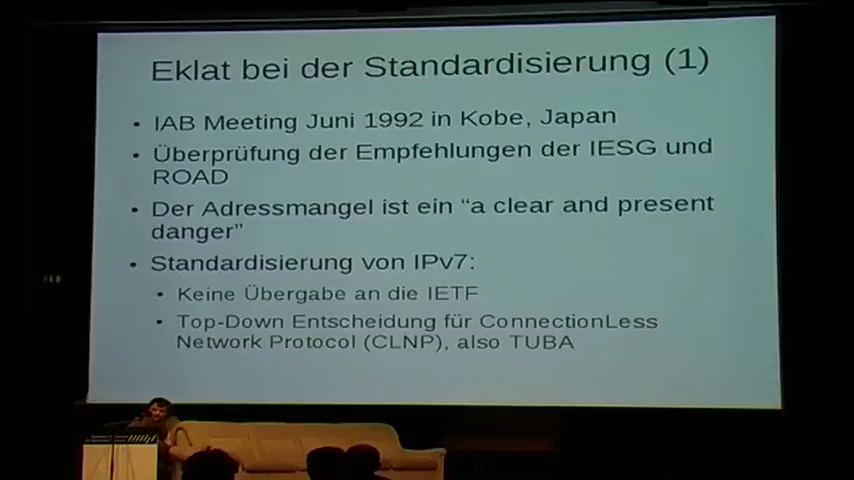 Eklat bei der Standardisierung (1)
• IAB Meeting Juni 1992 in Kobe, Japan
• Überprüfung der Empfehlungen der IESG und
ROAD
• Der Adressmangel ist ein “a clear and present
danger”
• Standardisierung von IPv7:
• Keine Übergabe an die IETF
• Top-Down Entscheidung für ConnectionLess
Network Protocol (CLNP), also TUBA